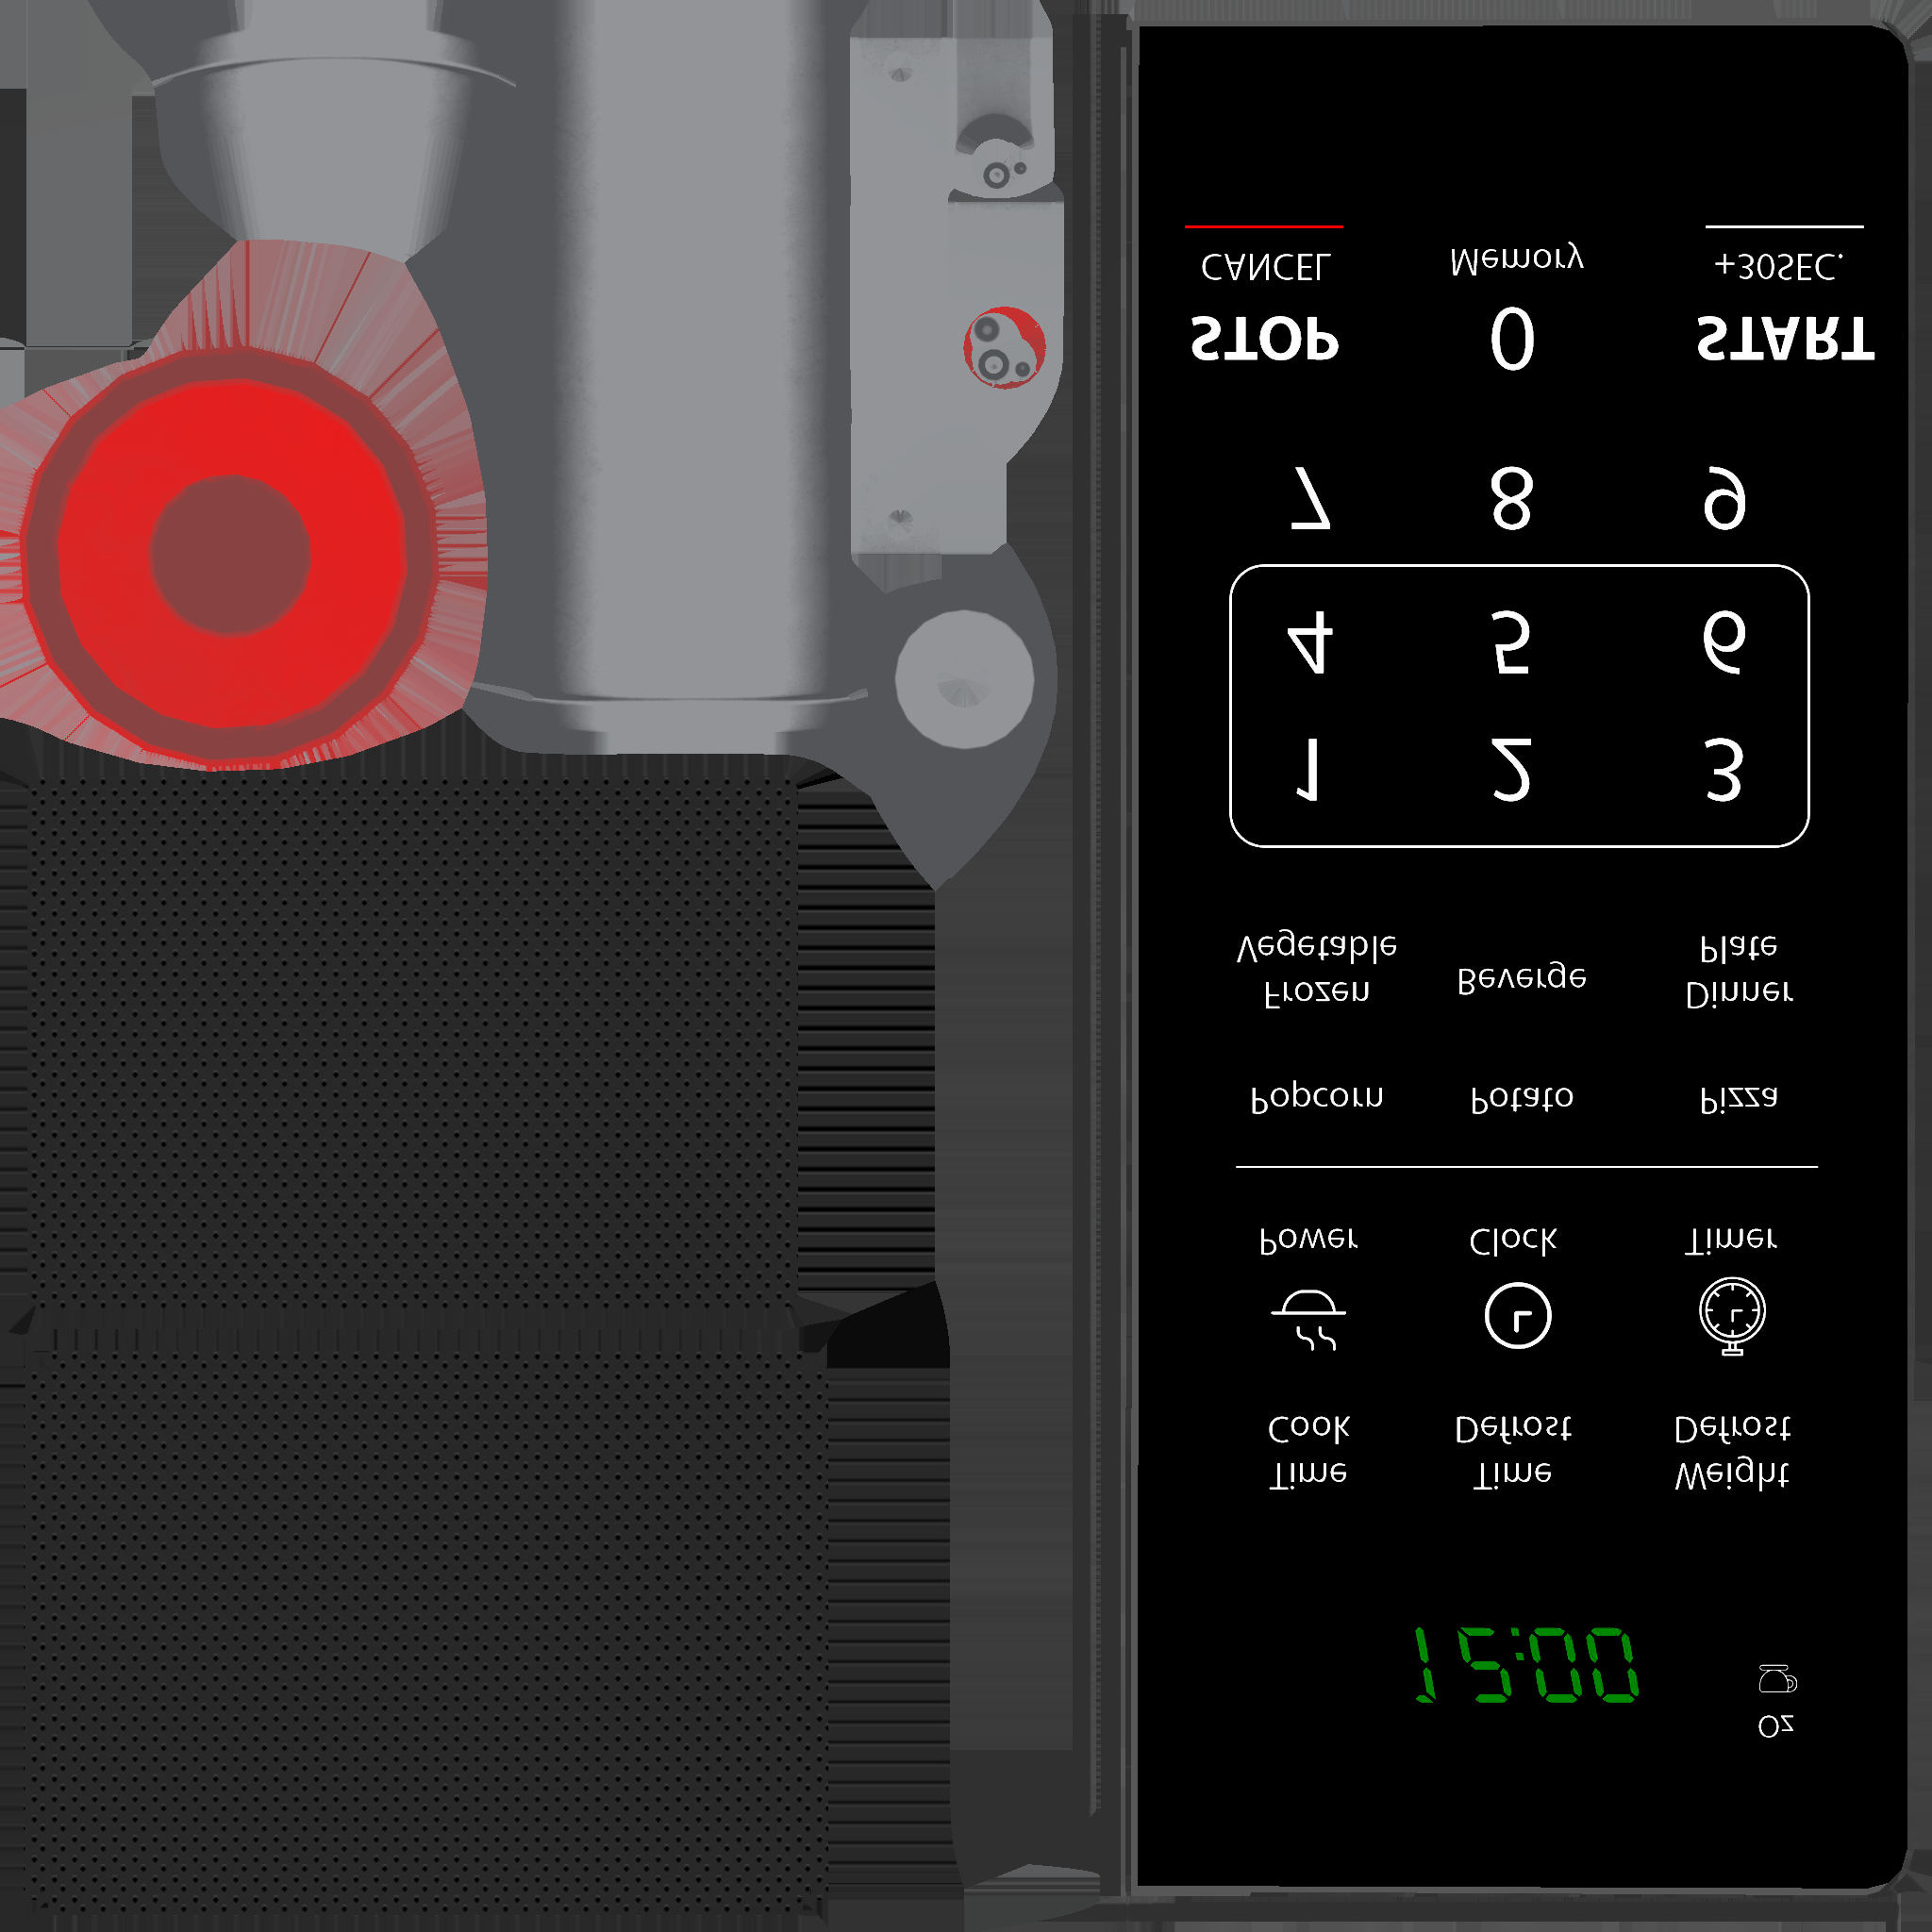 Oz
12:00
Time Time Weight
Cook Defrost Defrost
Power Clock Timer
Popcorn Potato Pizza
Frozen Beverge Dinner
Vegetable Plate
1 2 3
4 5 6
7 8 9
STOP 0 START
CANCEL Memory +30SEC.